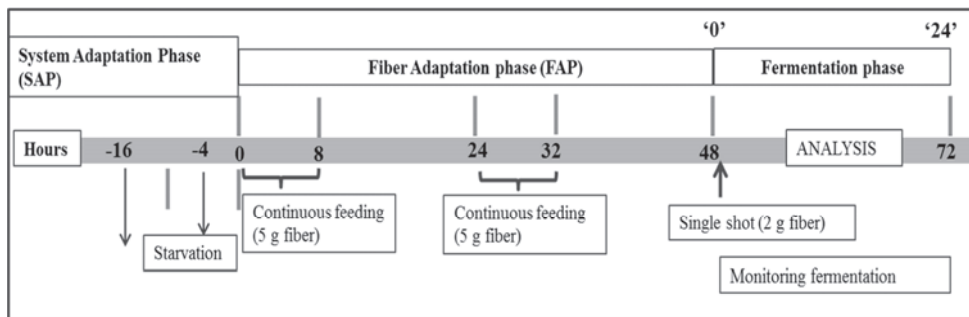 ‘0’ ‘24’
System Adaptation Phase
(SAP)
Fiber Adaptation phase (FAP)
Fermentation phase
Hours -16 -4 0 8 24 32 48 ANALYSIS 72
Continuous feeding
(5 g fiber)
Continuous feeding
(5 g fiber)
Single shot (2 g fiber)
Starvation
Monitoring fermentation